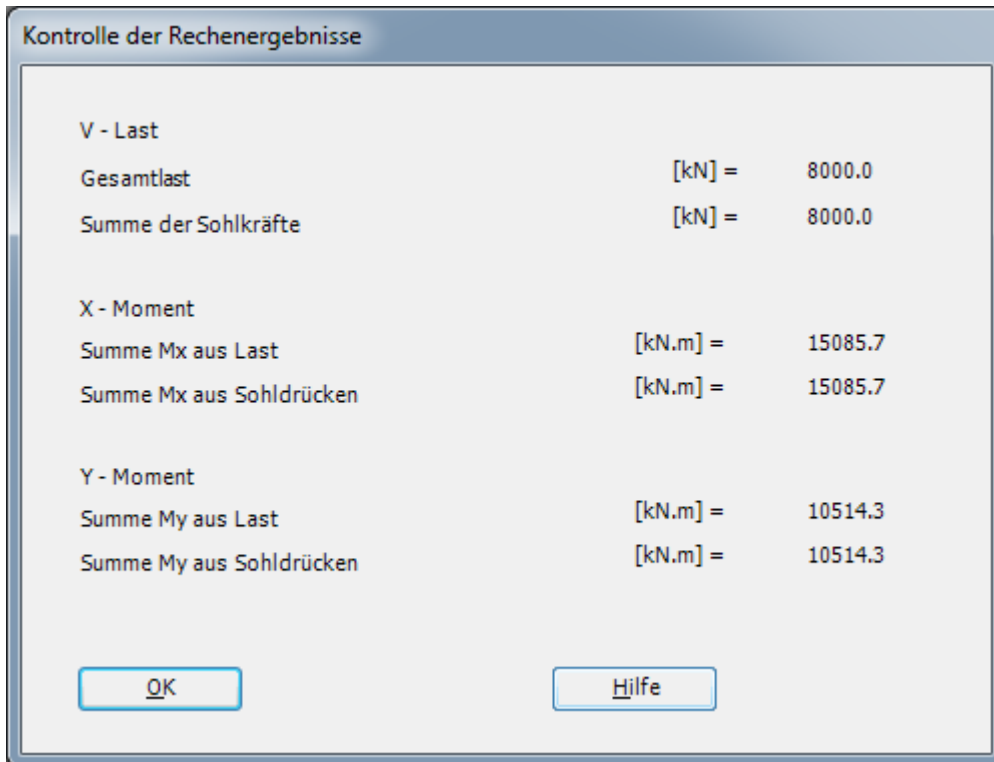 Kontrolle der Rechenergebnisse
V - Last
Gesamtlast [kN] = 8000.0
Summe der Sohlkräfte [kN] = 8000.0
X - Moment
Summe Mx aus Last [kN.m] = 15085.7
Summe Mx aus Sohldrücken [kN.m] = 15085.7
Y - Moment
Summe My aus Last [kN.m] = 10514.3
Summe My aus Sohldrücken [kN.m] = 10514.3
OK Hilfe